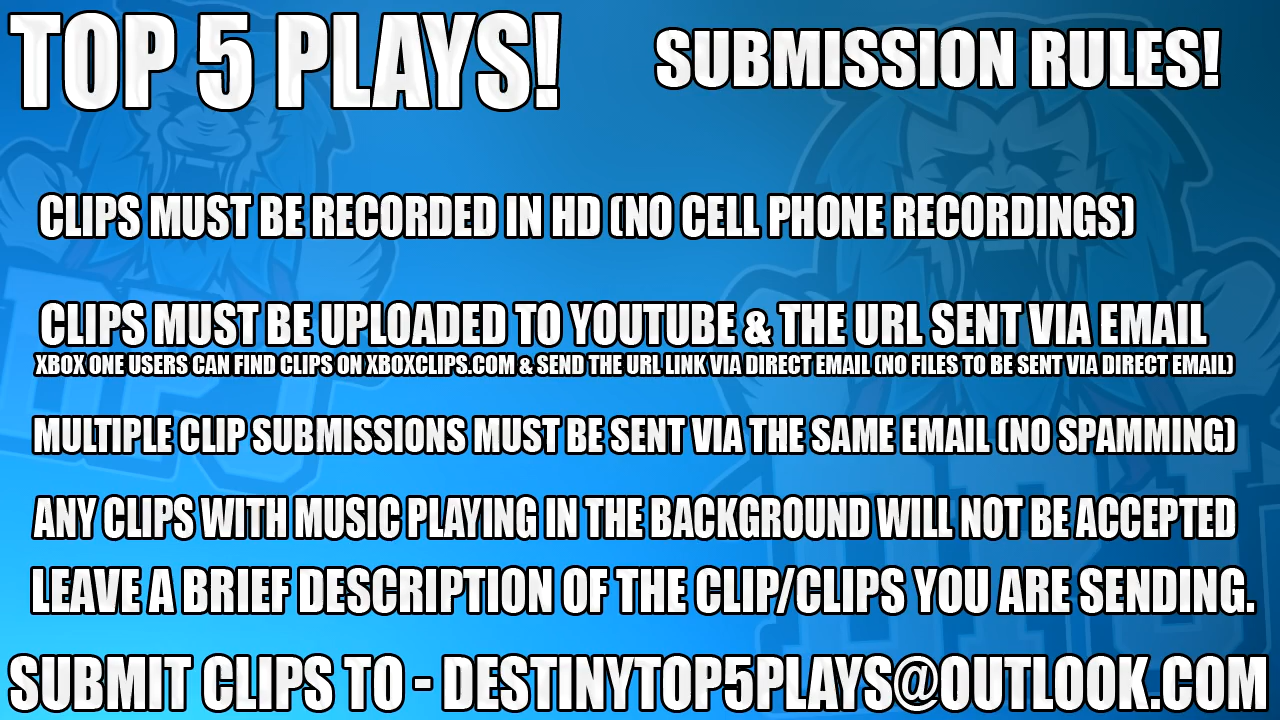 TOP 5 PLAYS!
SUBMISSION RULES!
CLIPS MUST BE RECORDED IN HD (NO CELL PHONE RECORDINGS)
CLIPS MUST BE UPLOADED TO YOUTUBE & THE URL SENT VIA EMAIL
XBOX ONE USERS CAN FIND CLIPS ON XBOXCLIPS.COM & SEND THE URL LINK VIA DIRECT EMAIL (NO FILES TO BE SENT VIA DIRECT EMAIL)
MULTIPLE CLIP SUBMISSIONS MUST BE SENT VIA THE SAME EMAIL (NO SPAMMING)
ANY CLIPS WITH MUSIC PLAYING IN THE BACKGROUND WILL NOT BE ACCEPTED
LEAVE A BRIEF DESCRIPTION OF THE CLIP/CLIPS YOU ARE SENDING.
SUBMIT CLIPS TO - DESTINYTOP5PLAYS@OUTLOOK.COM